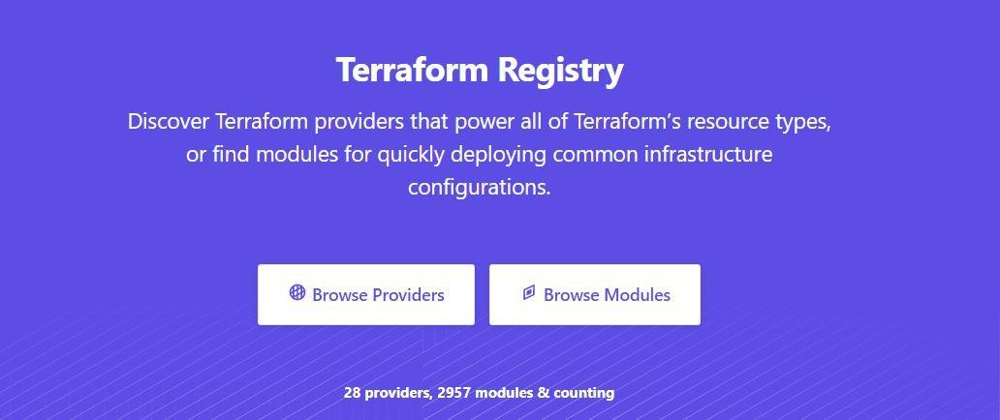 Terraform Registry
Discover Terraform providers that power all of Terraform’s resource types,
or find modules for quickly deploying common infrastructure
configurations.
Browse Providers
Browse Modules
28 providers, 2957 modules & counting